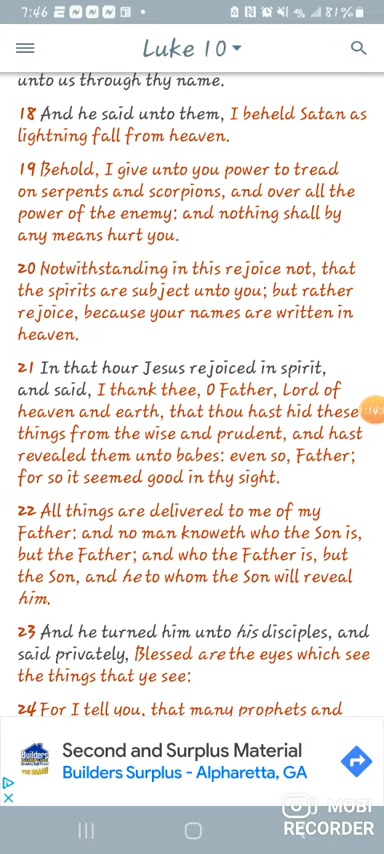 7:46
81%
Luke 10
unto us through thy name.
18 And he said unto them, I beheld Satan as
lightning fall from heaven.
19 Behold, I give unto you power to tread
on serpents and scorpions, and over all the
power of the enemy: and nothing shall by
any means hurt you.
20 Notwithstanding in this rejoice not, that
the spirits are subject unto you; but rather
rejoice, because your names are written in
heaven.
21 In that hour Jesus rejoiced in spirit,
and said, I thank thee, O Father, Lord of
heaven and earth, that thou hast hid these
things from the wise and prudent, and hast
revealed them unto babes: even so, Father;
for so it seemed good in thy sight.
22 All things are delivered to me of my
Father: and no man knoweth who the Son is,
but the Father; and who the Father is, but
the Son, and he to whom the Son will reveal
him.
23 And he turned him unto his disciples, and
said privately, Blessed are the eyes which see
the things that ye see:
24 For I tell you, that many prophets and
Builders
Second and Surplus Material
Builders Surplus - Alpharetta, GA
MOBI
RECORDER